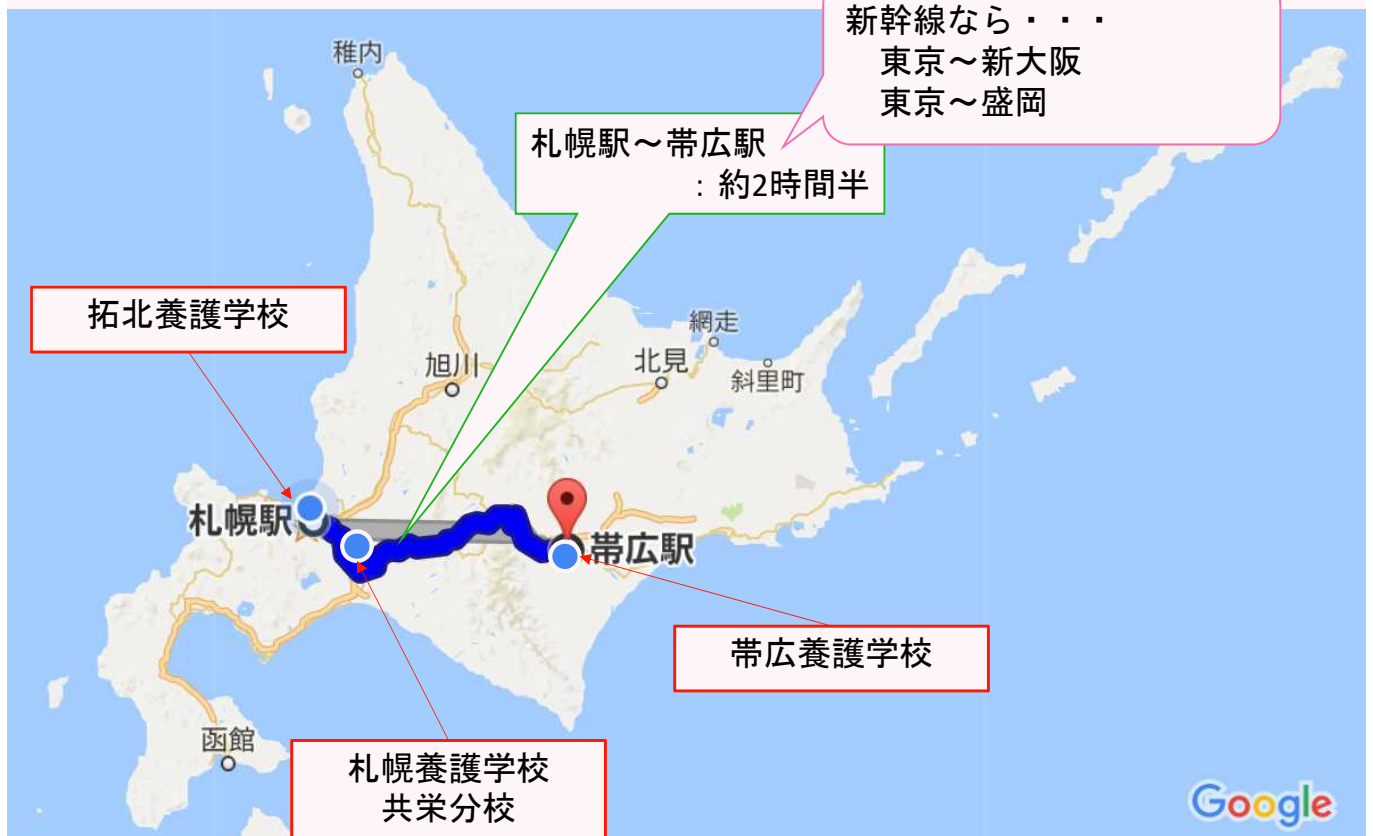 新幹線なら・・・
東京～新大阪
東京～盛岡
稚内
札幌駅～帯広駅
：約2時間半
拓北養護学校
網走
旭川
北見
斜里町
札幌駅
帯広駅
帯広養護学校
函館
札幌養護学校
共栄分校
Google